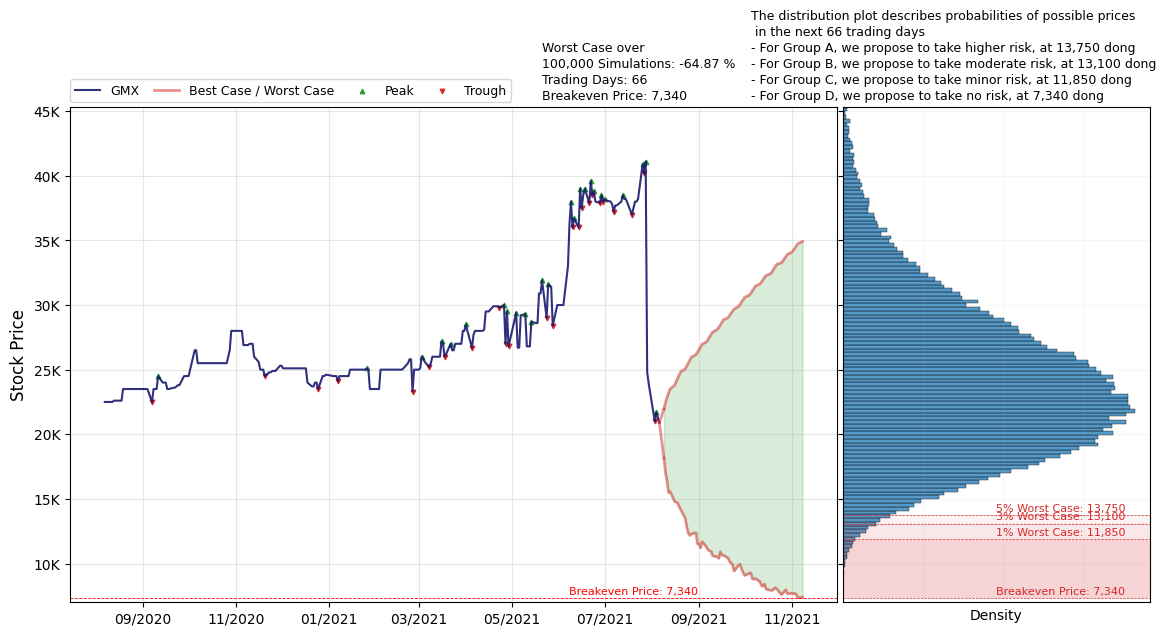 The distribution plot describes probabilities of possible prices
in the next 66 trading days
- For Group A, we propose to take higher risk, at 13,750 dong
- For Group B, we propose to take moderate risk, at 13,100 dong
- For Group C, we propose to take minor risk, at 11,850 dong
- For Group D, we propose to take no risk, at 7,340 dong
Worst Case over
100,000 Simulations: -64.87 %
Trading Days: 66
Breakeven Price: 7,340
GMX
Best Case / Worst Case
Peak
Trough
Stock Price
45K
40K
35K
30K
25K
20K
15K
10K
Breakeven Price: 7,340
09/2020
11/2020
01/2021
03/2021
05/2021
07/2021
09/2021
11/2021
5% Worst Case: 13,750
3% Worst Case: 13,100
1% Worst Case: 11,850
Breakeven Price: 7,340
Density